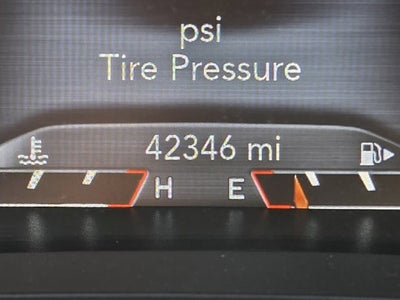 psi
Tire Pressure
42346 mi
H E